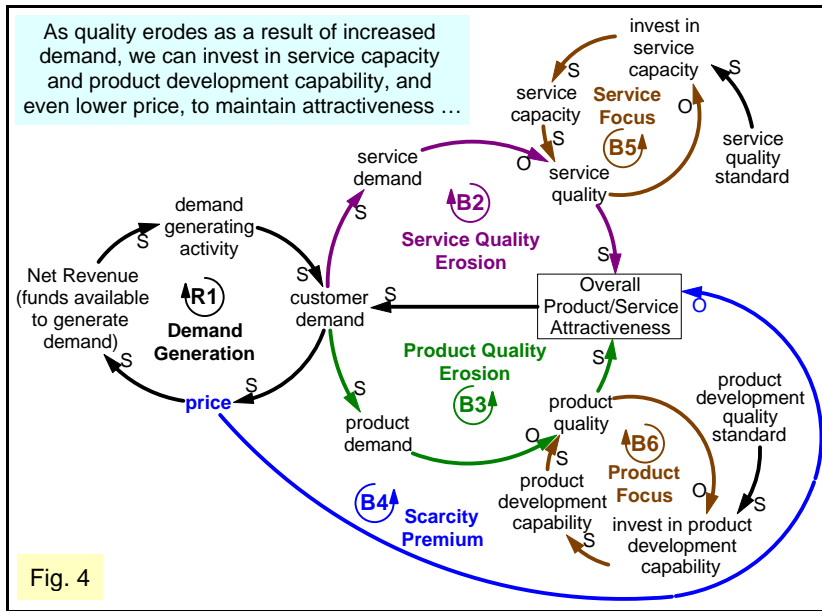 As quality erodes as a result of increased
demand, we can invest in service capacity
and product development capability, and
even lower price, to maintain attractiveness …
invest in
service
capacity
S
S
service
capacity
S
Service
Focus
B5
O
service
quality
standard
service
demand
O
service
quality
S
B2
Service Quality
Erosion
S
demand
generating
activity
S
S
Net Revenue
(funds available
to generate
demand)
R1
Demand
Generation
customer
demand
S
Overall
Product/Service
Attractiveness
O
S
S
price
Product Quality
Erosion
B3
S
S
product
demand
O
product
quality
S
product
development
capability
B6
Product
Focus
product
development
quality
standard
O
S
S
invest in product
development
capability
B4
Scarcity
Premium
Fig. 4